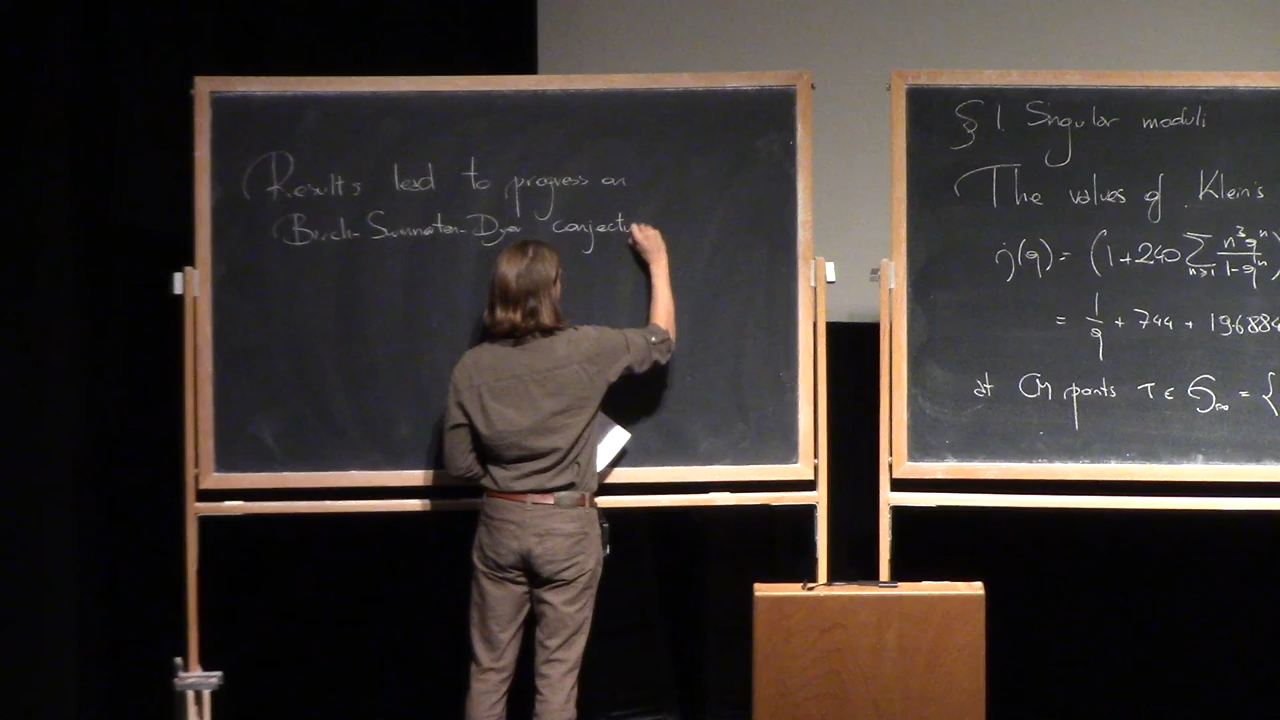 Results lead to progress on
Birch-Swinnerton-Dyer conjectu
§ 1. Singular moduli
The values of Klein's
j(q) = (1+240 ∑_{n≥1} n³qⁿ/1-qⁿ)
= 1/q + 744 + 196884
at CM points τ ∈ 𝔖 = {